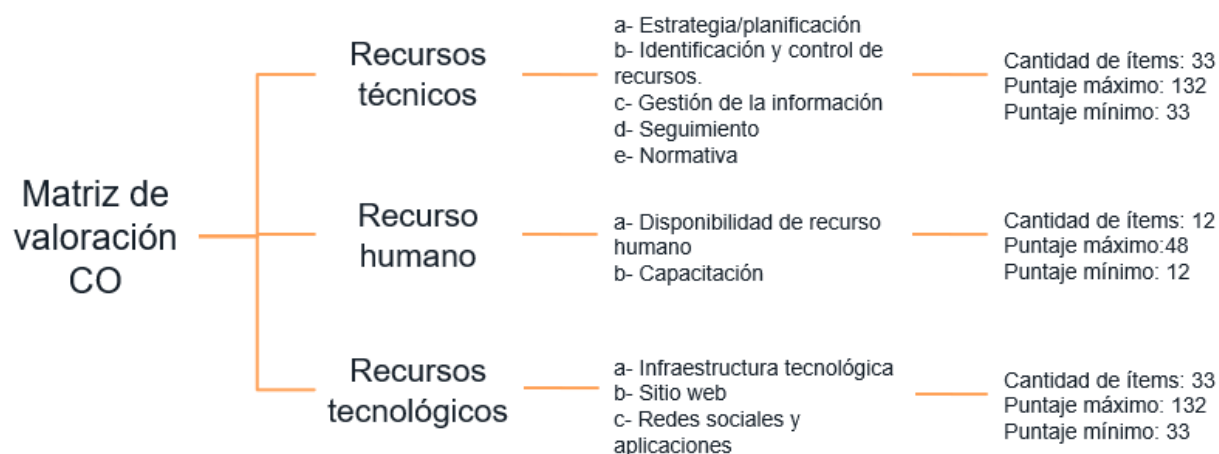 Matriz de
valoración
CO
Recursos
técnicos
a- Estrategia/planificación
b- Identificación y control de
recursos.
c- Gestión de la información
d- Seguimiento
e- Normativa
Cantidad de ítems: 33
Puntaje máximo: 132
Puntaje mínimo: 33
Recurso
humano
a- Disponibilidad de recurso
humano
b- Capacitación
Cantidad de ítems: 12
Puntaje máximo:48
Puntaje mínimo: 12
Recursos
tecnológicos
a- Infraestructura tecnológica
b- Sitio web
c- Redes sociales y
aplicaciones
Cantidad de ítems: 33
Puntaje máximo: 132
Puntaje mínimo: 33